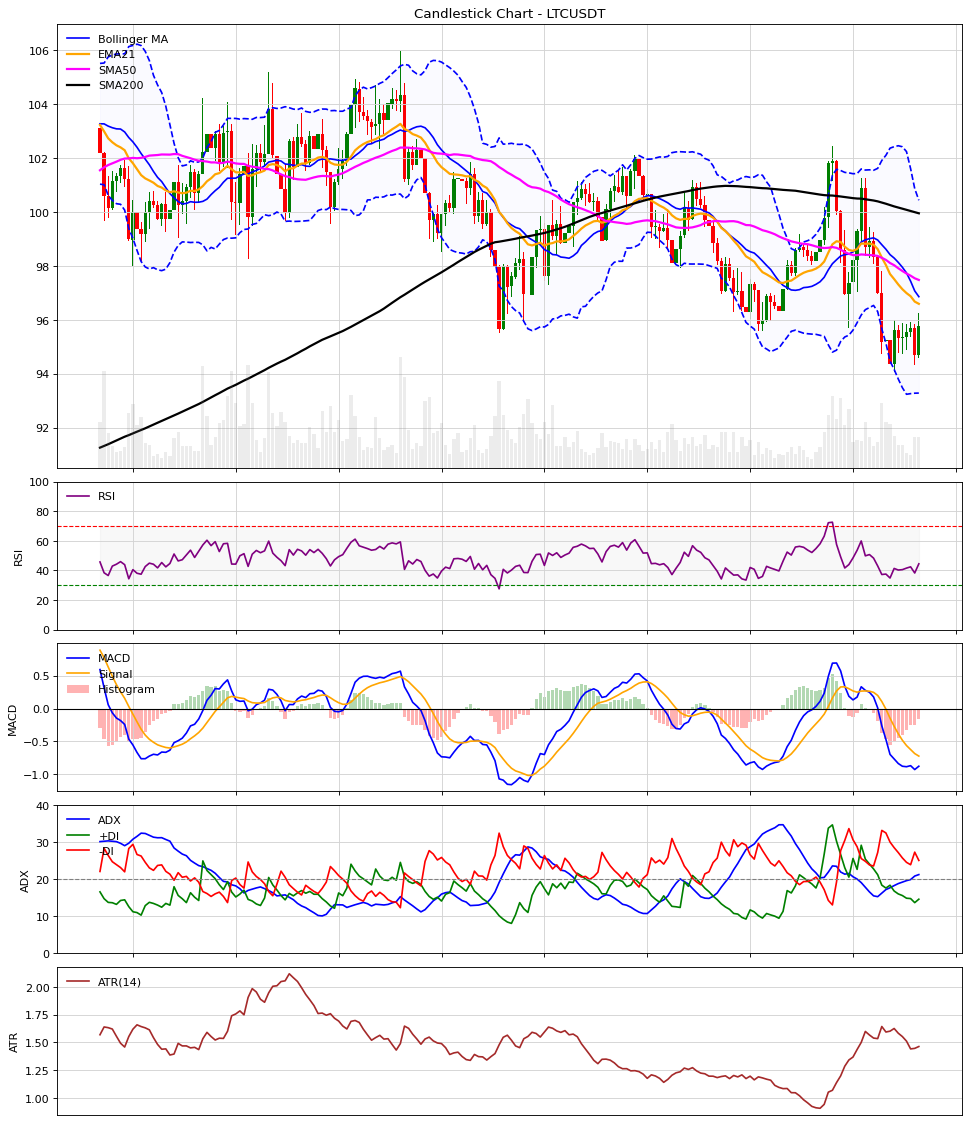 Candlestick Chart - LTCUSDT
Bollinger MA
EMA21
SMA50
SMA200
106
104
102
100
98
96
94
92
RSI
RSI
100
80
60
40
20
0
MACD
Signal
Histogram
MACD
0.5
0.0
−0.5
−1.0
ADX
+DI
-DI
ADX
40
30
20
10
0
ATR(14)
ATR
2.00
1.75
1.50
1.25
1.00